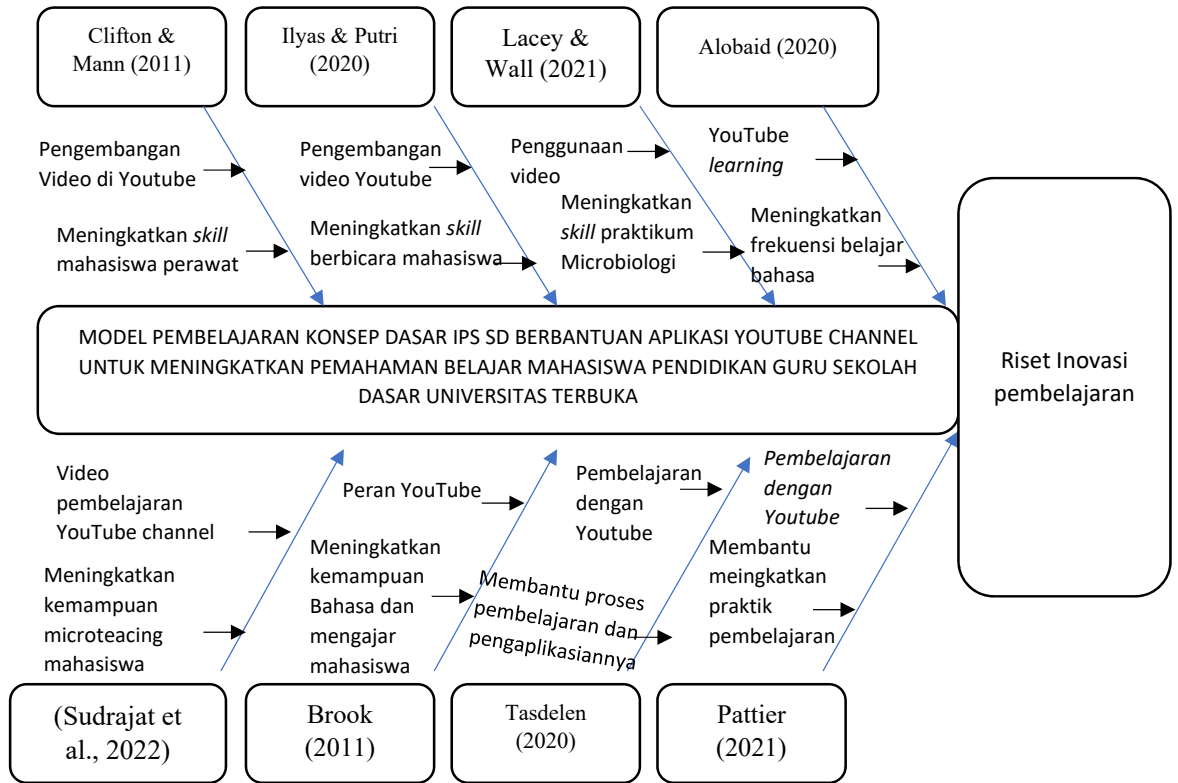 Clifton &
Mann (2011)
Ilyas & Putri
(2020)
Lacey &
Wall (2021)
Alobaid (2020)
Pengembangan
Video di Youtube
Meningkatkan skill
mahasiswa perawat
Pengembangan
video Youtube
Meningkatkan skill
berbicara mahasiswa
Penggunaan
video
Meningkatkan
skill praktikum
Microbiologi
YouTube
learning
Meningkatkan
frekuensi belajar
bahasa
MODEL PEMBELAJARAN KONSEP DASAR IPS SD BERBANTUAN APLIKASI YOUTUBE CHANNEL
UNTUK MENINGKATKAN PEMAHAMAN BELAJAR MAHASISWA PENDIDIKAN GURU SEKOLAH
DASAR UNIVERSITAS TERBUKA
Riset Inovasi
pembelajaran
Video
pembelajaran
YouTube channel
Meningkatkan
kemampuan
microteacing
mahasiswa
Peran YouTube
Meningkatkan
kemampuan
Bahasa dan
mengajar
mahasiswa
Pembelajaran
dengan
Youtube
Membantu proses
pembelajaran dan
pengaplikasiannya
Pembelajaran
dengan
Youtube
Membantu
meingkatkan
praktik
pembelajaran
(Sudrajat et
al., 2022)
Brook
(2011)
Tasdelen
(2020)
Pattier
(2021)